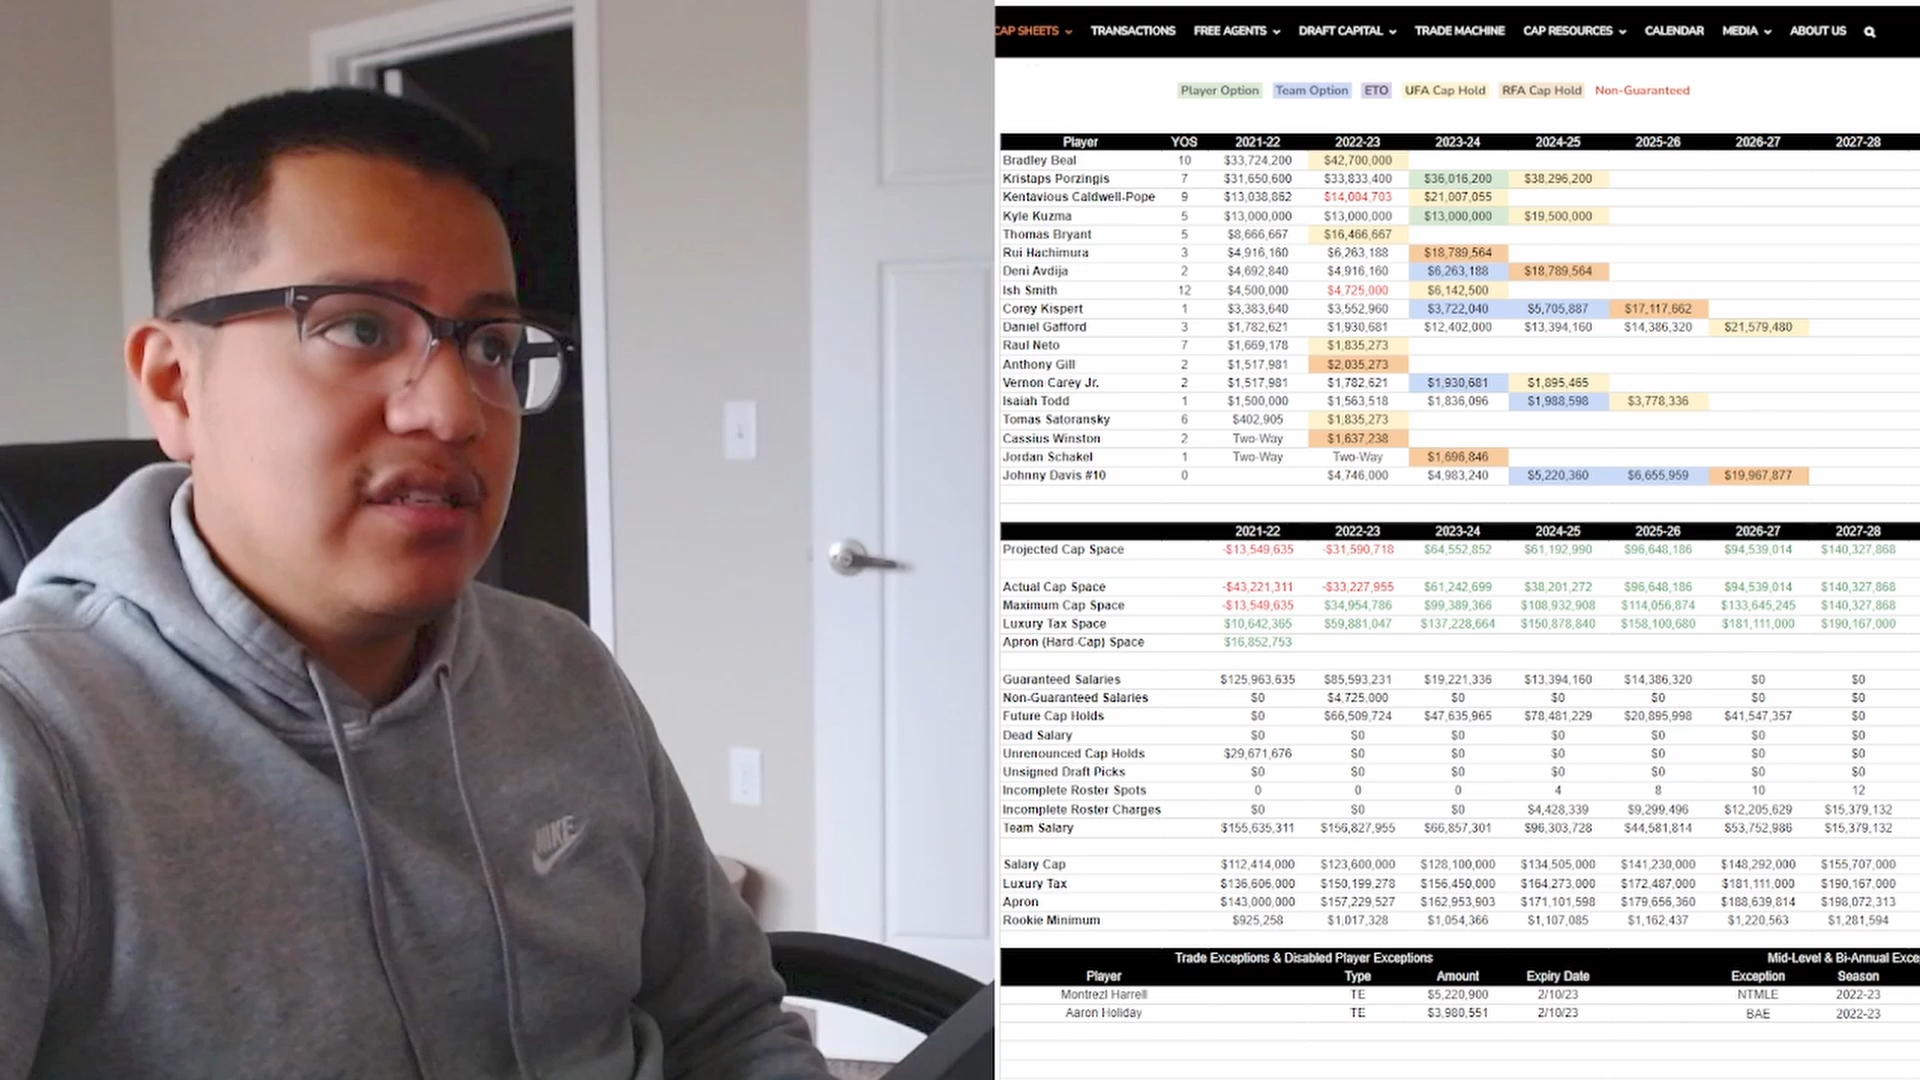 CAP SHEETS TRANSACTIONS FREE AGENTS DRAFT CAPITAL TRADE MACHINE CAP RESOURCES CALENDAR MEDIA ABOUT US
Player Option Team Option ETO UFA Cap Hold RFA Cap Hold Non-Guaranteed
Player YOS 2021-22 2022-23 2023-24 2024-25 2025-26 2026-27 2027-28
Bradley Beal 10 $33,724,200 $42,700,000
Kristaps Porzingis 7 $31,650,600 $33,833,400 $36,016,200 $38,296,200
Kentavious Caldwell-Pope 9 $13,038,862 $14,004,703 $21,007,055
Kyle Kuzma 5 $13,000,000 $13,000,000 $13,000,000 $19,500,000
Thomas Bryant 5 $8,666,667 $16,466,667
Rui Hachimura 3 $4,916,160 $6,263,188 $18,789,564
Deni Avdija 2 $4,692,840 $4,916,160 $6,263,188 $18,789,564
Ish Smith 12 $4,500,000 $4,725,000 $6,142,500
Corey Kispert 1 $3,383,640 $3,552,960 $3,722,040 $5,705,887 $17,117,662
Daniel Gafford 3 $1,782,621 $1,930,681 $12,402,000 $13,394,160 $14,386,320 $21,579,480
Raul Neto 7 $1,669,178 $1,835,273
Anthony Gill 2 $1,517,981 $2,035,273
Vernon Carey Jr. 2 $1,517,981 $1,782,621 $1,930,681 $1,895,465
Isaiah Todd 1 $1,500,000 $1,563,518 $1,836,096 $1,988,598 $3,778,336
Tomas Satoransky 6 $402,905 $1,835,273
Cassius Winston 2 Two-Way $1,637,238
Jordan Schakel 1 Two-Way Two-Way $1,696,846
Johnny Davis #10 0 $4,746,000 $4,983,240 $5,220,360 $6,655,959 $19,967,877
2021-22 2022-23 2023-24 2024-25 2025-26 2026-27 2027-28
Projected Cap Space -$13,549,635 -$31,590,718 $64,552,852 $61,192,990 $96,648,186 $94,539,014 $140,327,868
Actual Cap Space -$43,221,311 -$33,227,955 $61,242,699 $38,201,272 $96,648,186 $94,539,014 $140,327,868
Maximum Cap Space -$13,549,635 $34,954,786 $99,389,366 $108,932,908 $114,056,874 $133,645,245 $140,327,868
Luxury Tax Space $10,642,365 $59,881,047 $137,228,664 $150,878,840 $158,100,680 $181,111,000 $190,167,000
Apron (Hard-Cap) Space $16,852,753
Guaranteed Salaries $125,963,635 $85,593,231 $19,221,336 $13,394,160 $14,386,320 $0 $0
Non-Guaranteed Salaries $0 $4,725,000 $0 $0 $0 $0 $0
Future Cap Holds $0 $66,509,724 $47,635,965 $78,481,229 $20,895,998 $41,547,357 $0
Dead Salary $0 $0 $0 $0 $0 $0 $0
Unrenounced Cap Holds $29,671,676 $0 $0 $0 $0 $0 $0
Unsigned Draft Picks $0 $0 $0 $0 $0 $0 $0
Incomplete Roster Spots 0 0 0 4 8 10 12
Incomplete Roster Charges $0 $0 $0 $4,428,339 $9,299,496 $12,205,629 $15,379,132
Team Salary $155,635,311 $156,827,955 $66,857,301 $96,303,728 $44,581,814 $53,752,986 $15,379,132
Salary Cap $112,414,000 $123,600,000 $128,100,000 $134,505,000 $141,230,000 $148,292,000 $155,707,000
Luxury Tax $136,606,000 $150,199,278 $156,450,000 $164,273,000 $172,487,000 $181,111,000 $190,167,000
Apron $143,000,000 $157,229,527 $162,953,903 $171,101,598 $179,656,360 $188,639,814 $198,072,313
Rookie Minimum $925,258 $1,017,328 $1,054,366 $1,107,085 $1,162,437 $1,220,563 $1,281,594
Trade Exceptions & Disabled Player Exceptions Mid-Level & Bi-Annual Exce
Player Type Amount Expiry Date Exception Season
Montrezl Harrell TE $5,220,900 2/10/23 NTMLE 2022-23
Aaron Holiday TE $3,980,551 2/10/23 BAE 2022-23
NIKE